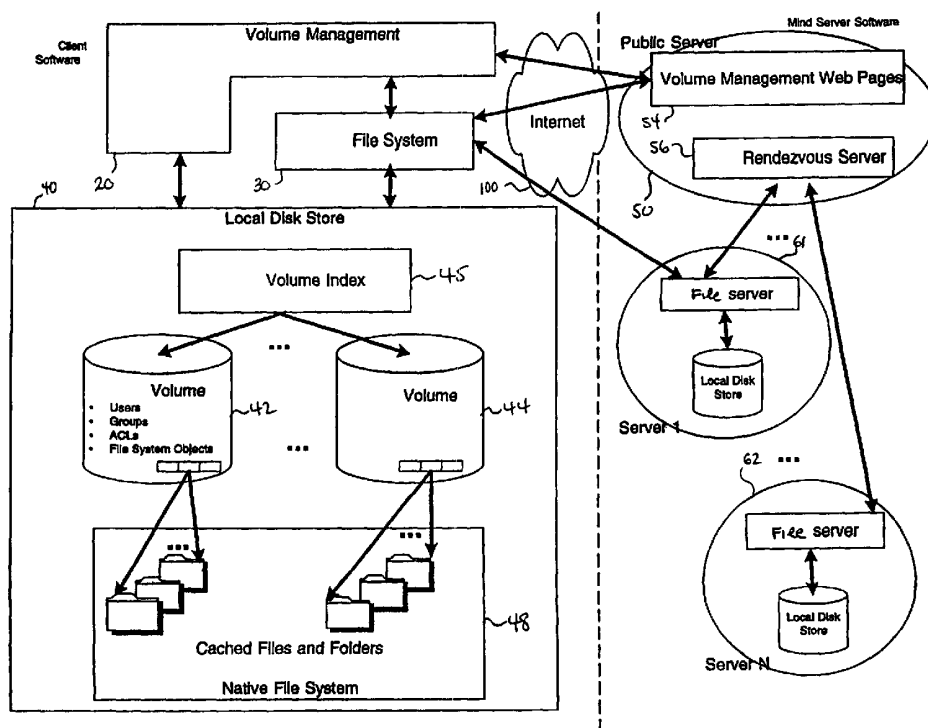 Mind Server Software
Client
Software
Volume Management
Public Server
Volume Management Web Pages
54
Internet
File System
56
Rendezvous Server
20
30
100
50
40
Local Disk Store
...
61
Volume Index
45
File server
...
Volume
Volume
Local Disk
Store
• Users
• Groups
• ACLs
• File System Objects
42
44
...
Server 1
62
...
File server
...
...
Local Disk
Store
48
Cached Files and Folders
Server N
Native File System